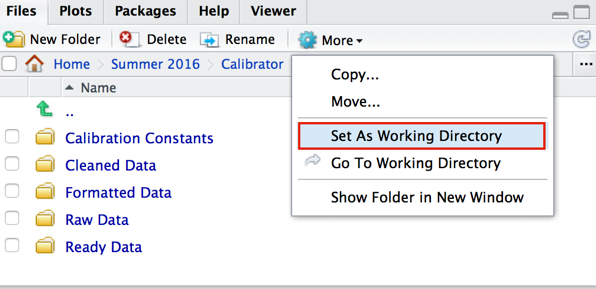 Files Plots Packages Help Viewer
New Folder Delete Rename More
Home Summer 2016 Calibrator ...
Name
..
Calibration Constants
Cleaned Data
Formatted Data
Raw Data
Ready Data
Copy...
Move...
Set As Working Directory
Go To Working Directory
Show Folder in New Window